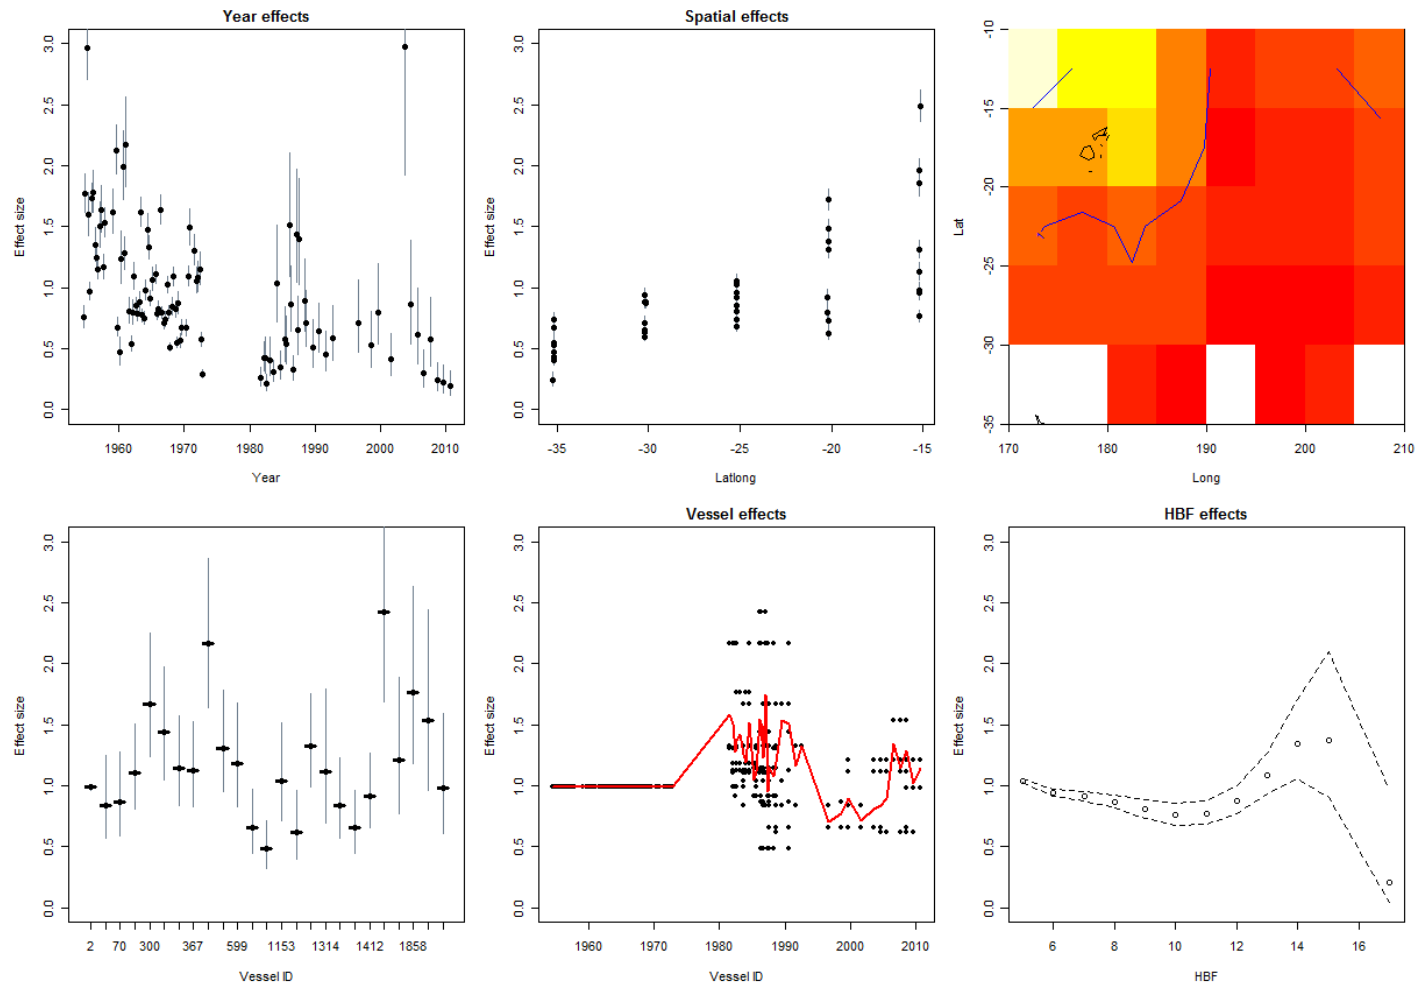 Year effects
Effect size
3.0
2.5
2.0
1.5
1.0
0.5
0.0
1960 1970 1980 1990 2000 2010
Year
Spatial effects
Effect size
3.0
2.5
2.0
1.5
1.0
0.5
0.0
-35 -30 -25 -20 -15
Latlong
Lat
-10
-15
-20
-25
-30
-35
170 180 190 200 210
Long
Effect size
3.0
2.5
2.0
1.5
1.0
0.5
0.0
2 70 300 367 599 1153 1314 1412 1858
Vessel ID
Vessel effects
Effect size
3.0
2.5
2.0
1.5
1.0
0.5
0.0
1960 1970 1980 1990 2000 2010
Vessel ID
HBF effects
Effect size
3.0
2.5
2.0
1.5
1.0
0.5
0.0
6 8 10 12 14 16
HBF